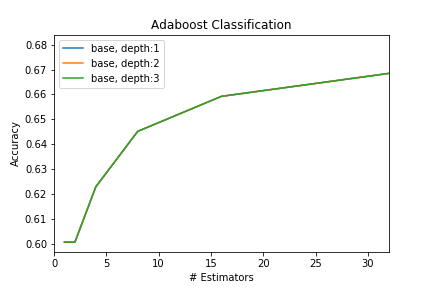 Adaboost Classification
base, depth:1
base, depth:2
base, depth:3
Accuracy
0.68
0.67
0.66
0.65
0.64
0.63
0.62
0.61
0.60
0 5 10 15 20 25 30
# Estimators